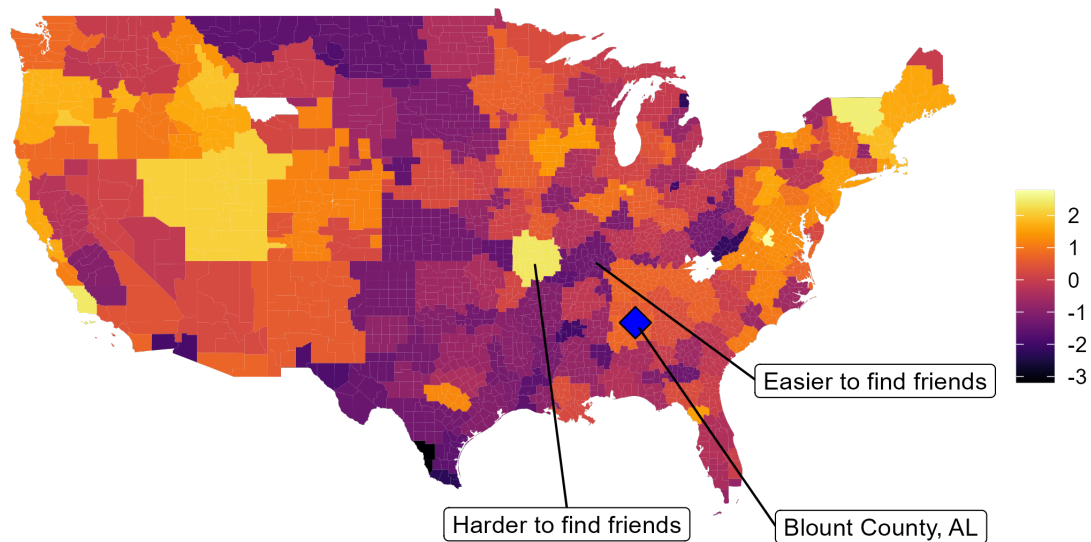 2
1
0
-1
-2
-3
Easier to find friends
Harder to find friends
Blount County, AL